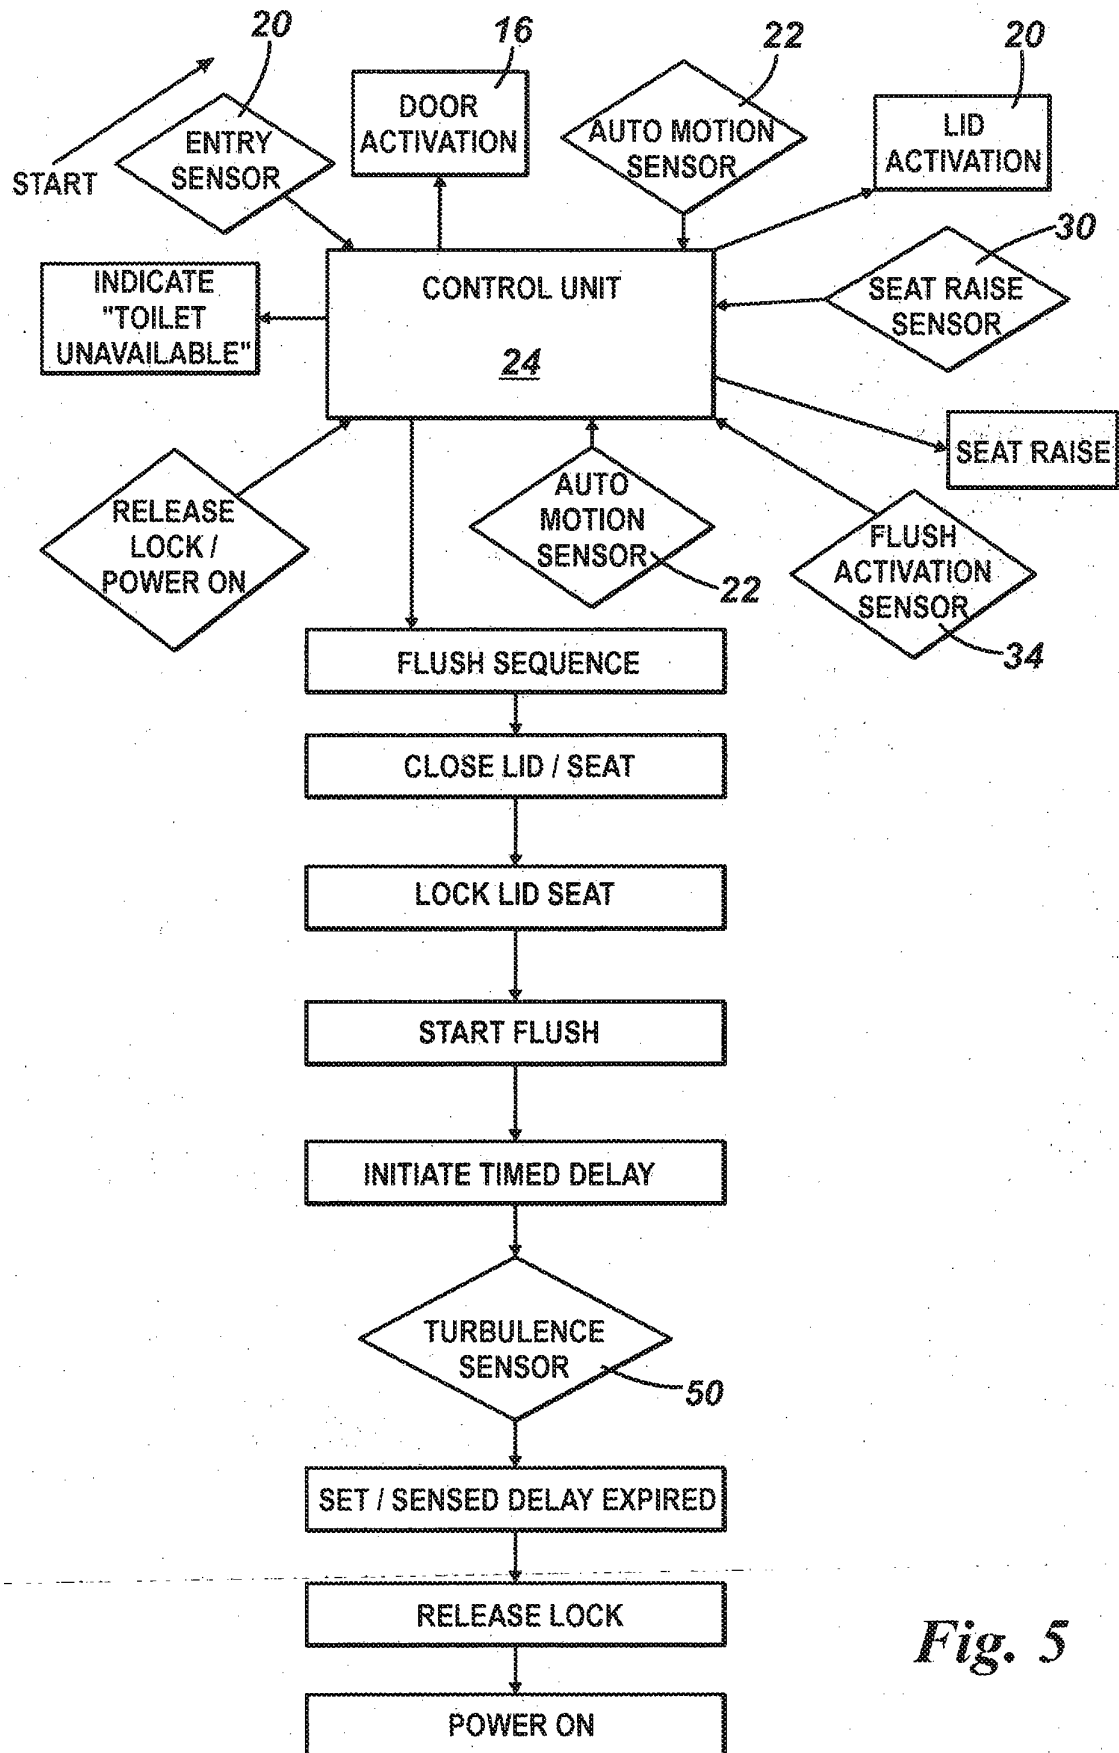 20
16
22
20
START
ENTRY
SENSOR
DOOR
ACTIVATION
AUTO MOTION
SENSOR
LID
ACTIVATION
30
INDICATE
"TOILET
UNAVAILABLE"
CONTROL UNIT
24
SEAT RAISE
SENSOR
SEAT RAISE
RELEASE
LOCK /
POWER ON
AUTO
MOTION
SENSOR
22
FLUSH
ACTIVATION
SENSOR
34
FLUSH SEQUENCE
CLOSE LID / SEAT
LOCK LID SEAT
START FLUSH
INITIATE TIMED DELAY
TURBULENCE
SENSOR
50
SET / SENSED DELAY EXPIRED
RELEASE LOCK
POWER ON
Fig. 5